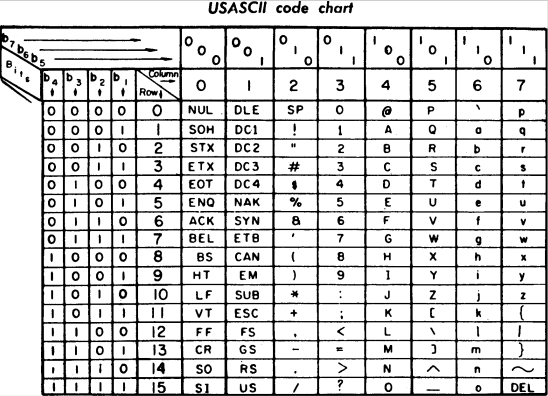 USASCII code chart
b7 b6 b5 0 0 0 0 0 1 0 1 0 0 1 1 1 0 0 1 0 1 1 1 0 1 1 1
Bits b4 b3 b2 b1 Column Row 0 1 2 3 4 5 6 7
0 0 0 0 0 NUL DLE SP 0 @ P ` p
0 0 0 1 1 SOH DC1 ! 1 A Q a q
0 0 1 0 2 STX DC2 " 2 B R b r
0 0 1 1 3 ETX DC3 # 3 C S c s
0 1 0 0 4 EOT DC4 $ 4 D T d t
0 1 0 1 5 ENQ NAK % 5 E U e u
0 1 1 0 6 ACK SYN & 6 F V f v
0 1 1 1 7 BEL ETB ' 7 G W g w
1 0 0 0 8 BS CAN ( 8 H X h x
1 0 0 1 9 HT EM ) 9 I Y i y
1 0 1 0 10 LF SUB * : J Z j z
1 0 1 1 11 VT ESC + ; K [ k {
1 1 0 0 12 FF FS , < L \ l |
1 1 0 1 13 CR GS - = M ] m }
1 1 1 0 14 SO RS . > N ^ n ~
1 1 1 1 15 SI US / ? O _ o DEL